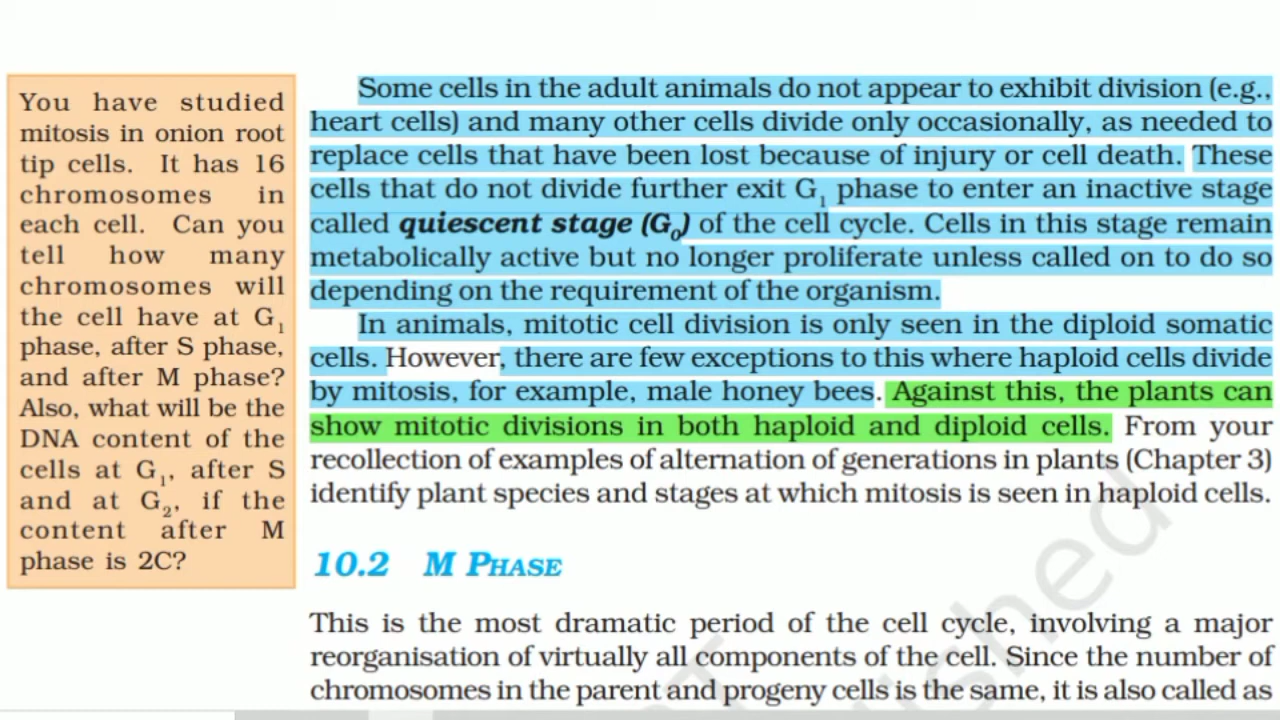 You have studied
mitosis in onion root
tip cells. It has 16
chromosomes in
each cell. Can you
tell how many
chromosomes will
the cell have at G₁
phase, after S phase,
and after M phase?
Also, what will be the
DNA content of the
cells at G₁, after S
and at G₂, if the
content after M
phase is 2C?
Some cells in the adult animals do not appear to exhibit division (e.g.,
heart cells) and many other cells divide only occasionally, as needed to
replace cells that have been lost because of injury or cell death. These
cells that do not divide further exit G₁ phase to enter an inactive stage
called quiescent stage (G₀) of the cell cycle. Cells in this stage remain
metabolically active but no longer proliferate unless called on to do so
depending on the requirement of the organism.
In animals, mitotic cell division is only seen in the diploid somatic
cells. However, there are few exceptions to this where haploid cells divide
by mitosis, for example, male honey bees. Against this, the plants can
show mitotic divisions in both haploid and diploid cells. From your
recollection of examples of alternation of generations in plants (Chapter 3)
identify plant species and stages at which mitosis is seen in haploid cells.
10.2 M PHASE
This is the most dramatic period of the cell cycle, involving a major
reorganisation of virtually all components of the cell. Since the number of
chromosomes in the parent and progeny cells is the same, it is also called as